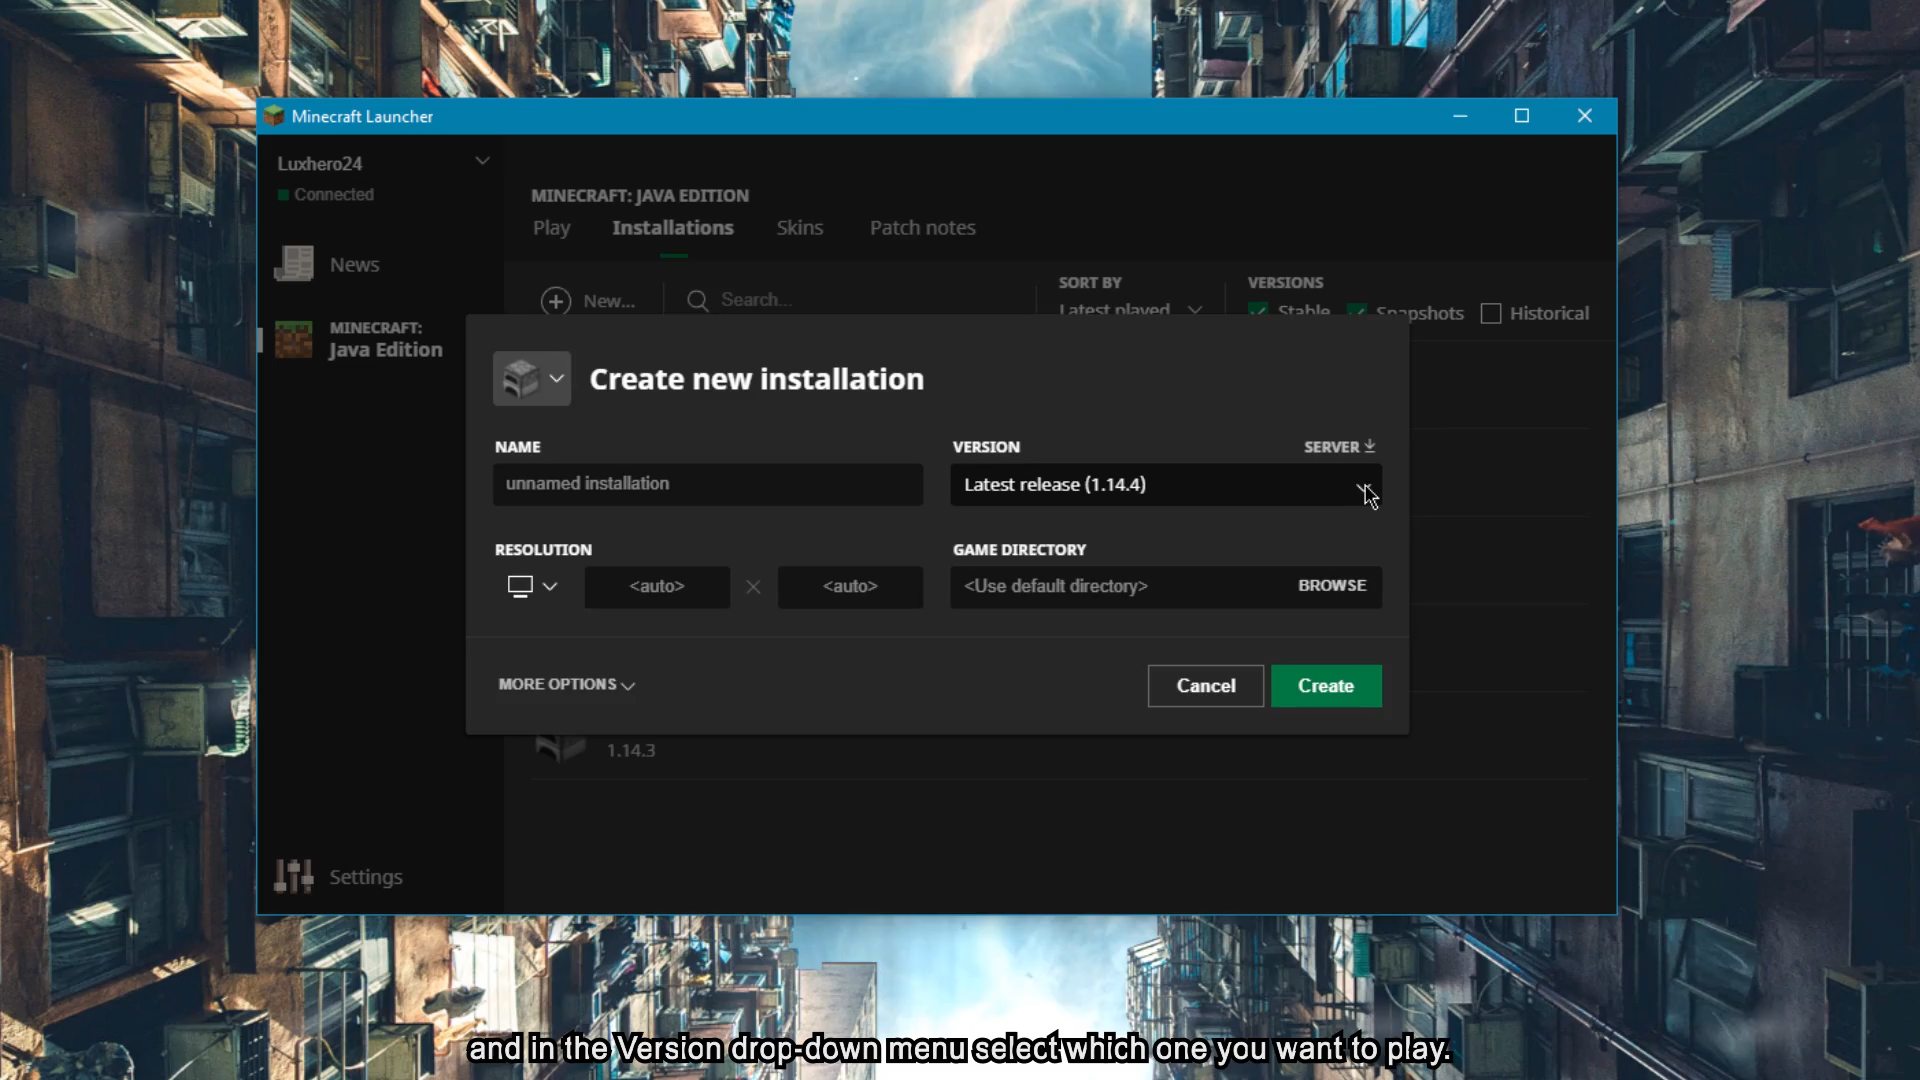 Minecraft Launcher
Luxhero24
Connected
News
MINECRAFT:
Java Edition
Settings
MINECRAFT: JAVA EDITION
Play Installations Skins Patch notes
New... Search...
SORT BY
Latest played
VERSIONS
Stable Snapshots Historical
Create new installation
NAME
unnamed installation
VERSION SERVER
Latest release (1.14.4)
RESOLUTION
<auto> <auto>
GAME DIRECTORY
<Use default directory> BROWSE
MORE OPTIONS
Cancel Create
1.14.3
and in the Version drop-down menu select which one you want to play.